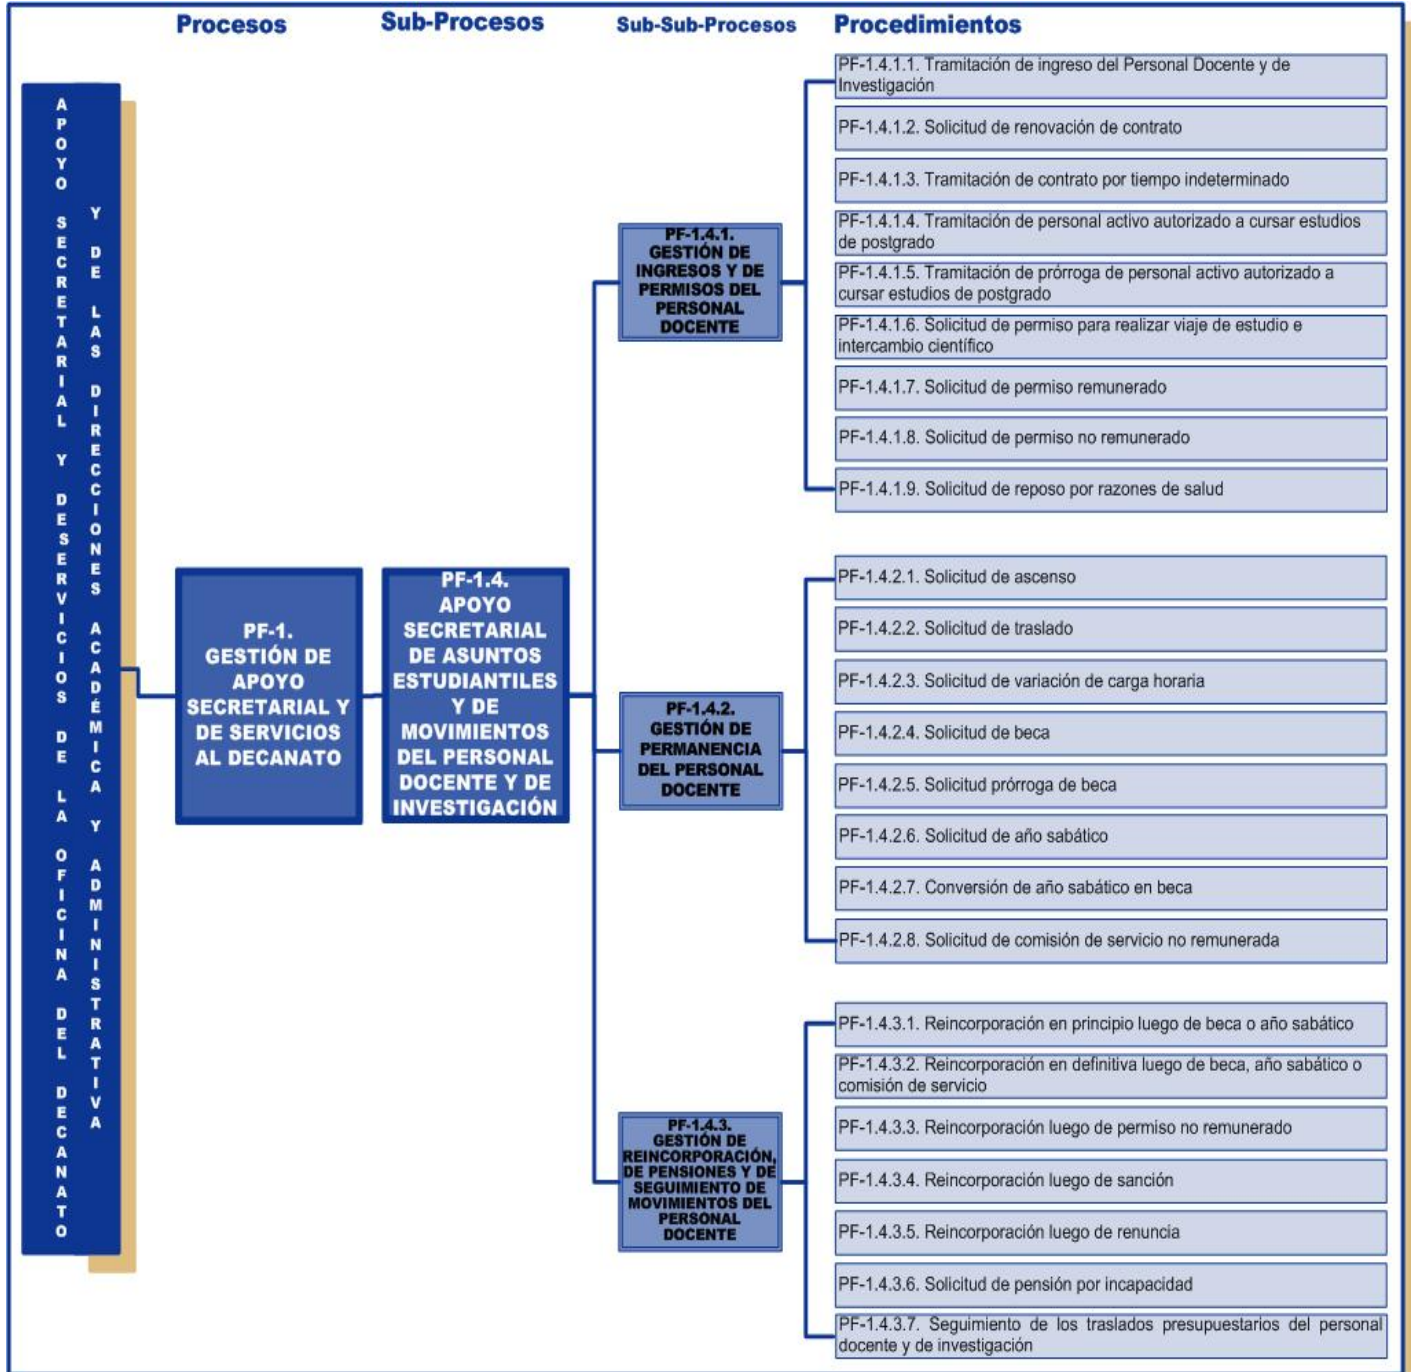 Procesos
Sub-Procesos
Sub-Sub-Procesos
Procedimientos
APOYO SECRETARIAL Y DESERVICIOS DE LA OFICINA DEL DECANATO
Y DE LAS DIRECCIONES ACADÉMICA Y ADMINISTRATIVA
PF-1.
GESTIÓN DE
APOYO
SECRETARIAL Y
DE SERVICIOS
AL DECANATO
PF-1.4.
APOYO
SECRETARIAL
DE ASUNTOS
ESTUDIANTILES
Y DE
MOVIMIENTOS
DEL PERSONAL
DOCENTE Y DE
INVESTIGACIÓN
PF-1.4.1.
GESTIÓN DE
INGRESOS Y DE
PERMISOS DEL
PERSONAL
DOCENTE
PF-1.4.1.1. Tramitación de ingreso del Personal Docente y de
Investigación
PF-1.4.1.2. Solicitud de renovación de contrato
PF-1.4.1.3. Tramitación de contrato por tiempo indeterminado
PF-1.4.1.4. Tramitación de personal activo autorizado a cursar estudios
de postgrado
PF-1.4.1.5. Tramitación de prórroga de personal activo autorizado a
cursar estudios de postgrado
PF-1.4.1.6. Solicitud de permiso para realizar viaje de estudio e
intercambio científico
PF-1.4.1.7. Solicitud de permiso remunerado
PF-1.4.1.8. Solicitud de permiso no remunerado
PF-1.4.1.9. Solicitud de reposo por razones de salud
PF-1.4.2.
GESTIÓN DE
PERMANENCIA
DEL PERSONAL
DOCENTE
PF-1.4.2.1. Solicitud de ascenso
PF-1.4.2.2. Solicitud de traslado
PF-1.4.2.3. Solicitud de variación de carga horaria
PF-1.4.2.4. Solicitud de beca
PF-1.4.2.5. Solicitud prórroga de beca
PF-1.4.2.6. Solicitud de año sabático
PF-1.4.2.7. Conversión de año sabático en beca
PF-1.4.2.8. Solicitud de comisión de servicio no remunerada
PF-1.4.3.
GESTIÓN DE
REINCORPORACIÓN,
DE PENSIONES Y DE
SEGUIMIENTO DE
MOVIMIENTOS DEL
PERSONAL
DOCENTE
PF-1.4.3.1. Reincorporación en principio luego de beca o año sabático
PF-1.4.3.2. Reincorporación en definitiva luego de beca, año sabático o
comisión de servicio
PF-1.4.3.3. Reincorporación luego de permiso no remunerado
PF-1.4.3.4. Reincorporación luego de sanción
PF-1.4.3.5. Reincorporación luego de renuncia
PF-1.4.3.6. Solicitud de pensión por incapacidad
PF-1.4.3.7. Seguimiento de los traslados presupuestarios del personal
docente y de investigación